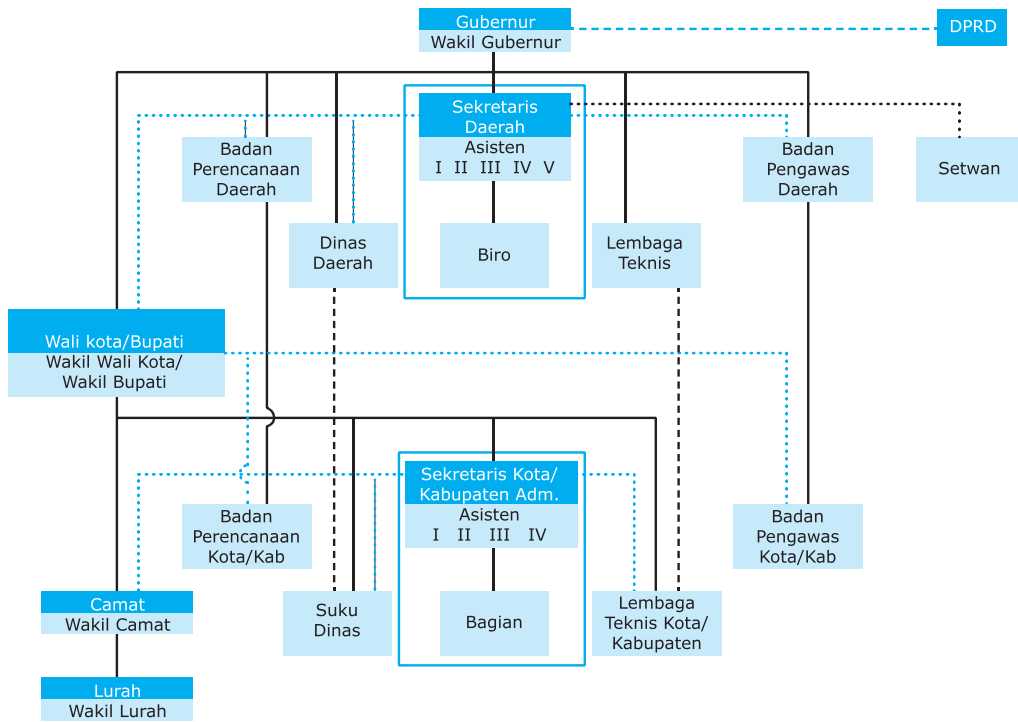 Gubernur
Wakil Gubernur
DPRD
Sekretaris
Daerah
Asisten
I II III IV V
Badan
Perencanaan
Daerah
Badan
Pengawas
Daerah
Setwan
Dinas
Daerah
Biro
Lembaga
Teknis
Wali kota/Bupati
Wakil Wali Kota/
Wakil Bupati
Sekretaris Kota/
Kabupaten Adm.
Asisten
I II III IV
Badan
Perencanaan
Kota/Kab
Badan
Pengawas
Kota/Kab
Camat
Wakil Camat
Suku
Dinas
Bagian
Lembaga
Teknis Kota/
Kabupaten
Lurah
Wakil Lurah